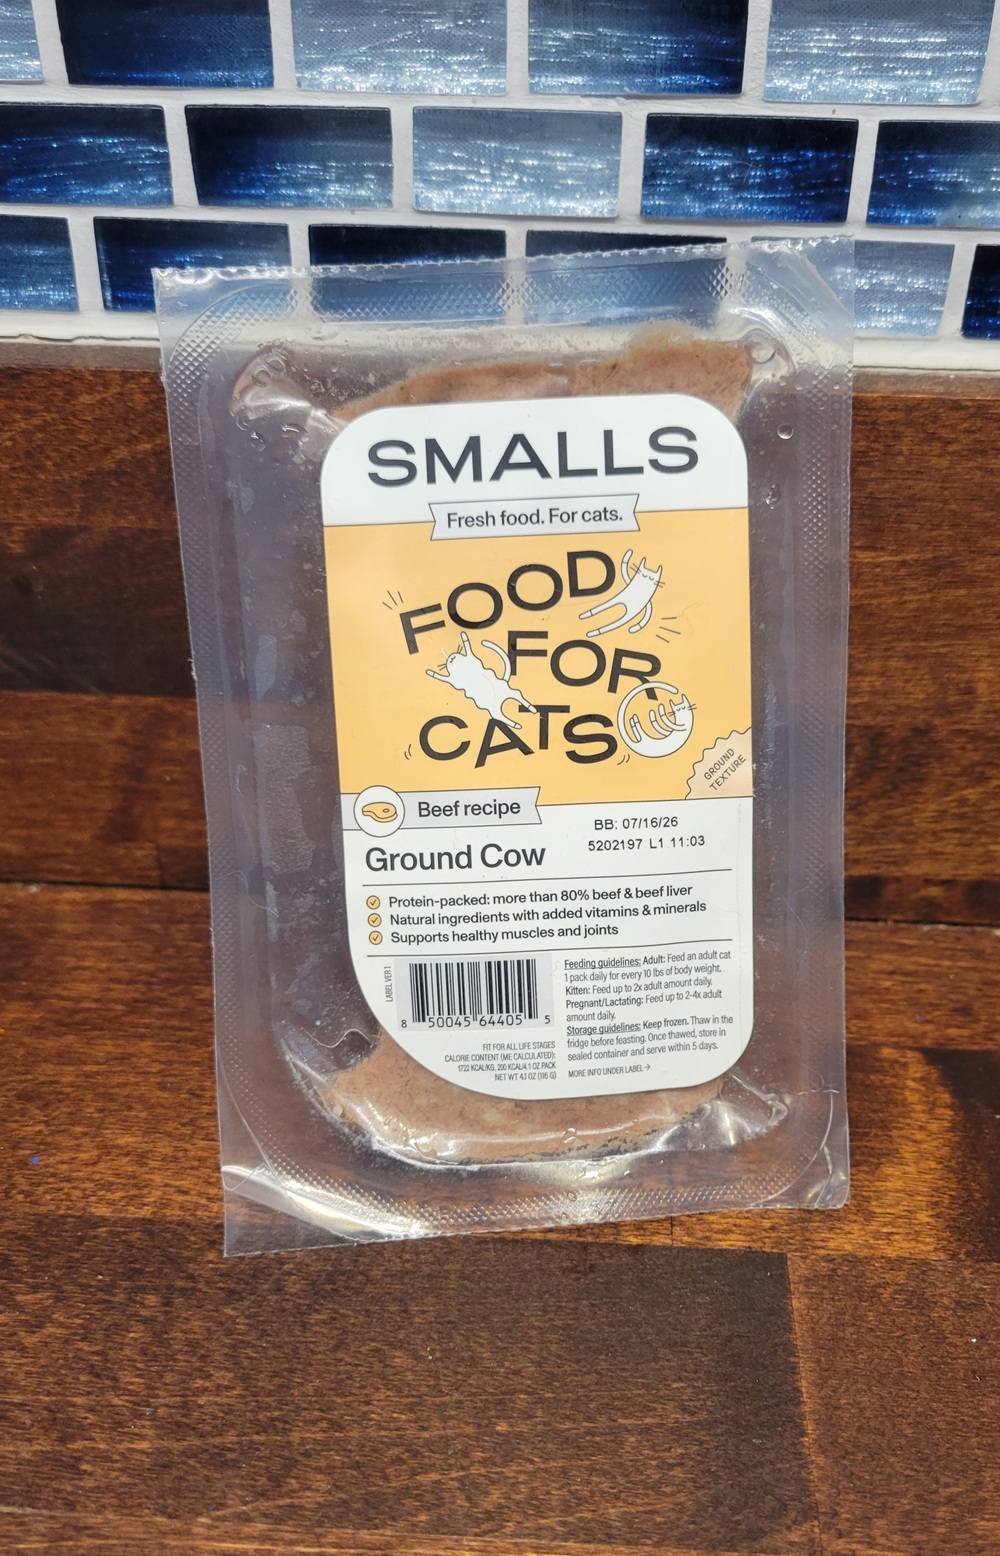 SMALLS
Fresh food. For cats.
FOOD
FOR
CATS
GROUND
TEXTURE
Beef recipe
Ground Cow
BB: 07/16/26
5202197 L1 11:03
Protein-packed: more than 80% beef & beef liver
Natural ingredients with added vitamins & minerals
Supports healthy muscles and joints
LABEL VER 1
8 50045 64405 5
FIT FOR ALL LIFE STAGES
CALORIE CONTENT (ME CALCULATED):
1722 KCAL/KG, 200 KCAL/4.1 OZ PACK
NET WT 4.1 OZ (116 G)
Feeding guidelines: Adult: Feed an adult cat
1 pack daily for every 10 lbs of body weight.
Kitten: Feed up to 2x adult amount daily.
Pregnant/Lactating: Feed up to 2-4x adult
amount daily.
Storage guidelines: Keep frozen. Thaw in the
fridge before feasting. Once thawed, store in
sealed container and serve within 5 days.
MORE INFO UNDER LABEL→